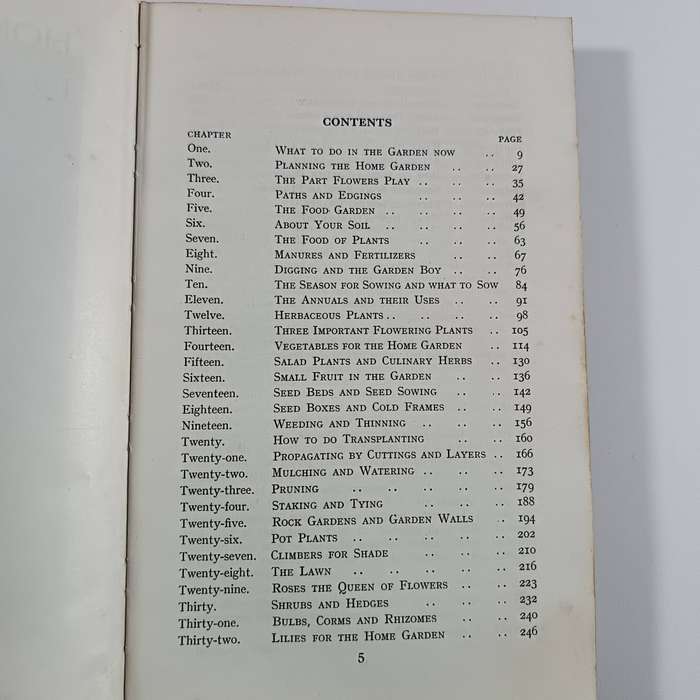 CONTENTS
CHAPTER PAGE
One. WHAT TO DO IN THE GARDEN NOW .. 9
Two. PLANNING THE HOME GARDEN .. .. 27
Three. THE PART FLOWERS PLAY .. .. .. 35
Four. PATHS AND EDGINGS .. .. .. 42
Five. THE FOOD GARDEN .. .. .. .. 49
Six. ABOUT YOUR SOIL .. .. .. .. 56
Seven. THE FOOD OF PLANTS .. .. .. 63
Eight. MANURES AND FERTILIZERS .. .. 67
Nine. DIGGING AND THE GARDEN BOY .. .. 76
Ten. THE SEASON FOR SOWING AND WHAT TO SOW 84
Eleven. THE ANNUALS AND THEIR USES .. .. 91
Twelve. HERBACEOUS PLANTS .. .. .. .. 98
Thirteen. THREE IMPORTANT FLOWERING PLANTS .. 105
Fourteen. VEGETABLES FOR THE HOME GARDEN .. 114
Fifteen. SALAD PLANTS AND CULINARY HERBS .. 130
Sixteen. SMALL FRUIT IN THE GARDEN .. .. 136
Seventeen. SEED BEDS AND SEED SOWING .. .. 142
Eighteen. SEED BOXES AND COLD FRAMES .. .. 149
Nineteen. WEEDING AND THINNING .. .. .. 156
Twenty. HOW TO DO TRANSPLANTING .. .. 160
Twenty-one. PROPAGATING BY CUTTINGS AND LAYERS .. 166
Twenty-two. MULCHING AND WATERING .. .. .. 173
Twenty-three. PRUNING .. .. .. .. .. 179
Twenty-four. STAKING AND TYING .. .. .. 188
Twenty-five. ROCK GARDENS AND GARDEN WALLS .. 194
Twenty-six. POT PLANTS .. .. .. .. .. 202
Twenty-seven. CLIMBERS FOR SHADE .. .. .. 210
Twenty-eight. THE LAWN .. .. .. .. .. 216
Twenty-nine. ROSES THE QUEEN OF FLOWERS .. .. 223
Thirty. SHRUBS AND HEDGES .. .. .. 232
Thirty-one. BULBS, CORMS AND RHIZOMES .. .. 240
Thirty-two. LILIES FOR THE HOME GARDEN .. .. 246
5